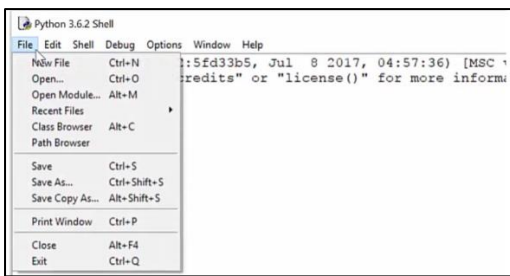 Python 3.6.2 Shell
File Edit Shell Debug Options Window Help
New File Ctrl+N
:5fd33b5, Jul 8 2017, 04:57:36) [MSC
Open... Ctrl+O
credits" or "license()" for more informa
Open Module... Alt+M
Recent Files
Class Browser Alt+C
Path Browser
Save Ctrl+S
Save As... Ctrl+Shift+S
Save Copy As... Alt+Shift+S
Print Window Ctrl+P
Close Alt+F4
Exit Ctrl+Q